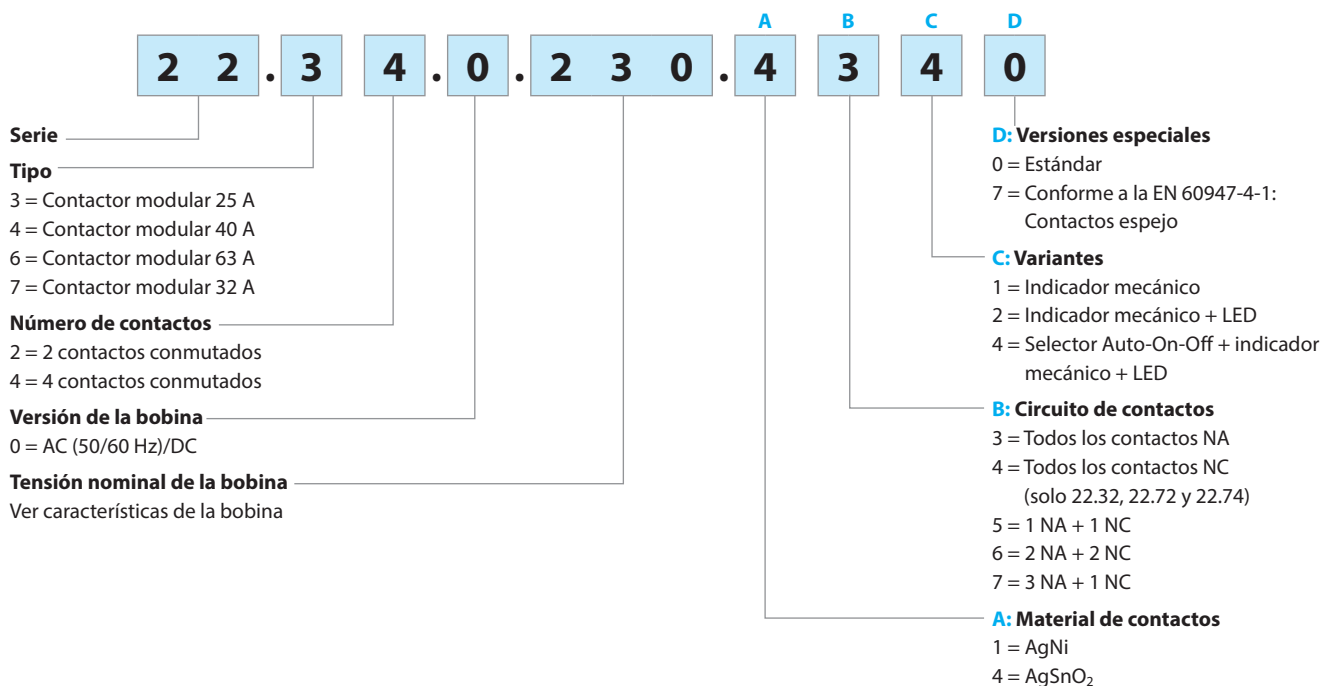 A B C D
2 2 . 3 4 . 0 . 2 3 0 . 4 3 4 0
Serie
Tipo
3 = Contactor modular 25 A
4 = Contactor modular 40 A
6 = Contactor modular 63 A
7 = Contactor modular 32 A
Número de contactos
2 = 2 contactos conmutados
4 = 4 contactos conmutados
Versión de la bobina
0 = AC (50/60 Hz)/DC
Tensión nominal de la bobina
Ver características de la bobina
D: Versiones especiales
0 = Estándar
7 = Conforme a la EN 60947-4-1:
Contactos espejo
C: Variantes
1 = Indicador mecánico
2 = Indicador mecánico + LED
4 = Selector Auto-On-Off + indicador
mecánico + LED
B: Circuito de contactos
3 = Todos los contactos NA
4 = Todos los contactos NC
(solo 22.32, 22.72 y 22.74)
5 = 1 NA + 1 NC
6 = 2 NA + 2 NC
7 = 3 NA + 1 NC
A: Material de contactos
1 = AgNi
4 = AgSnO₂